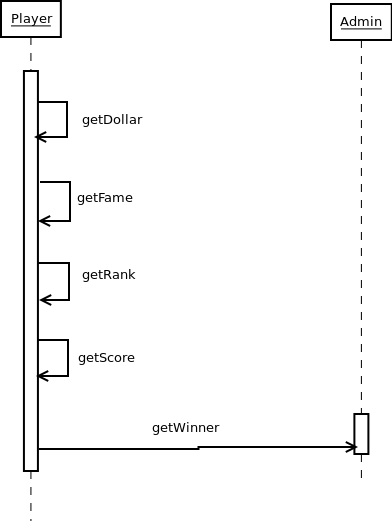 Player
Admin
getDollar
getFame
getRank
getScore
getWinner